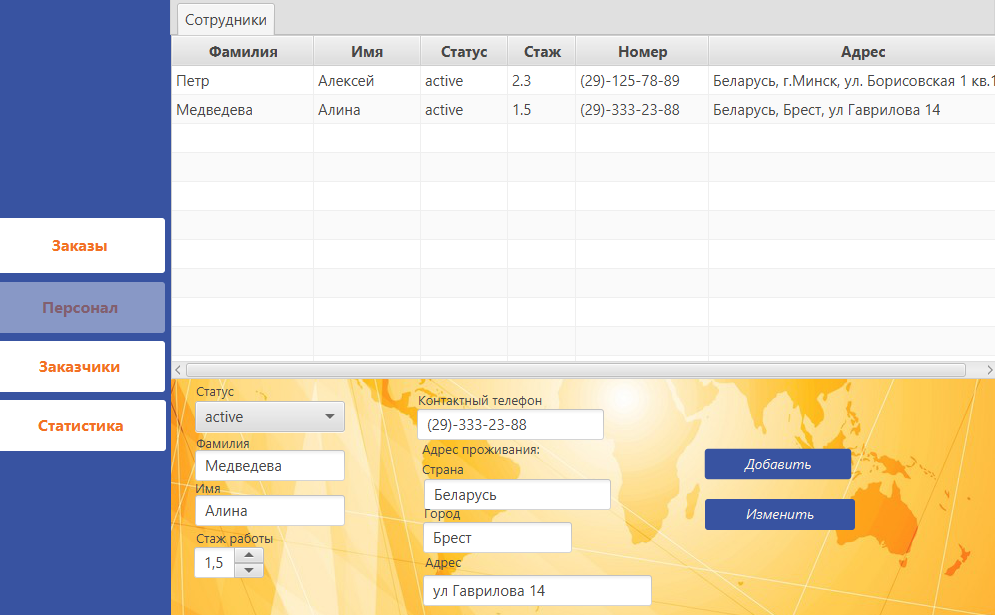 Сотрудники
Фамилия Имя Статус Стаж Номер Адрес
Петр Алексей active 2.3 (29)-125-78-89 Беларусь, г.Минск, ул. Борисовская 1 кв.1
Медведева Алина active 1.5 (29)-333-23-88 Беларусь, Брест, ул Гаврилова 14
Заказы
Персонал
Заказчики
Статистика
Статус
active
Фамилия
Медведева
Имя
Алина
Стаж работы
1,5
Контактный телефон
(29)-333-23-88
Адрес проживания:
Страна
Беларусь
Город
Брест
Адрес
ул Гаврилова 14
Добавить
Изменить